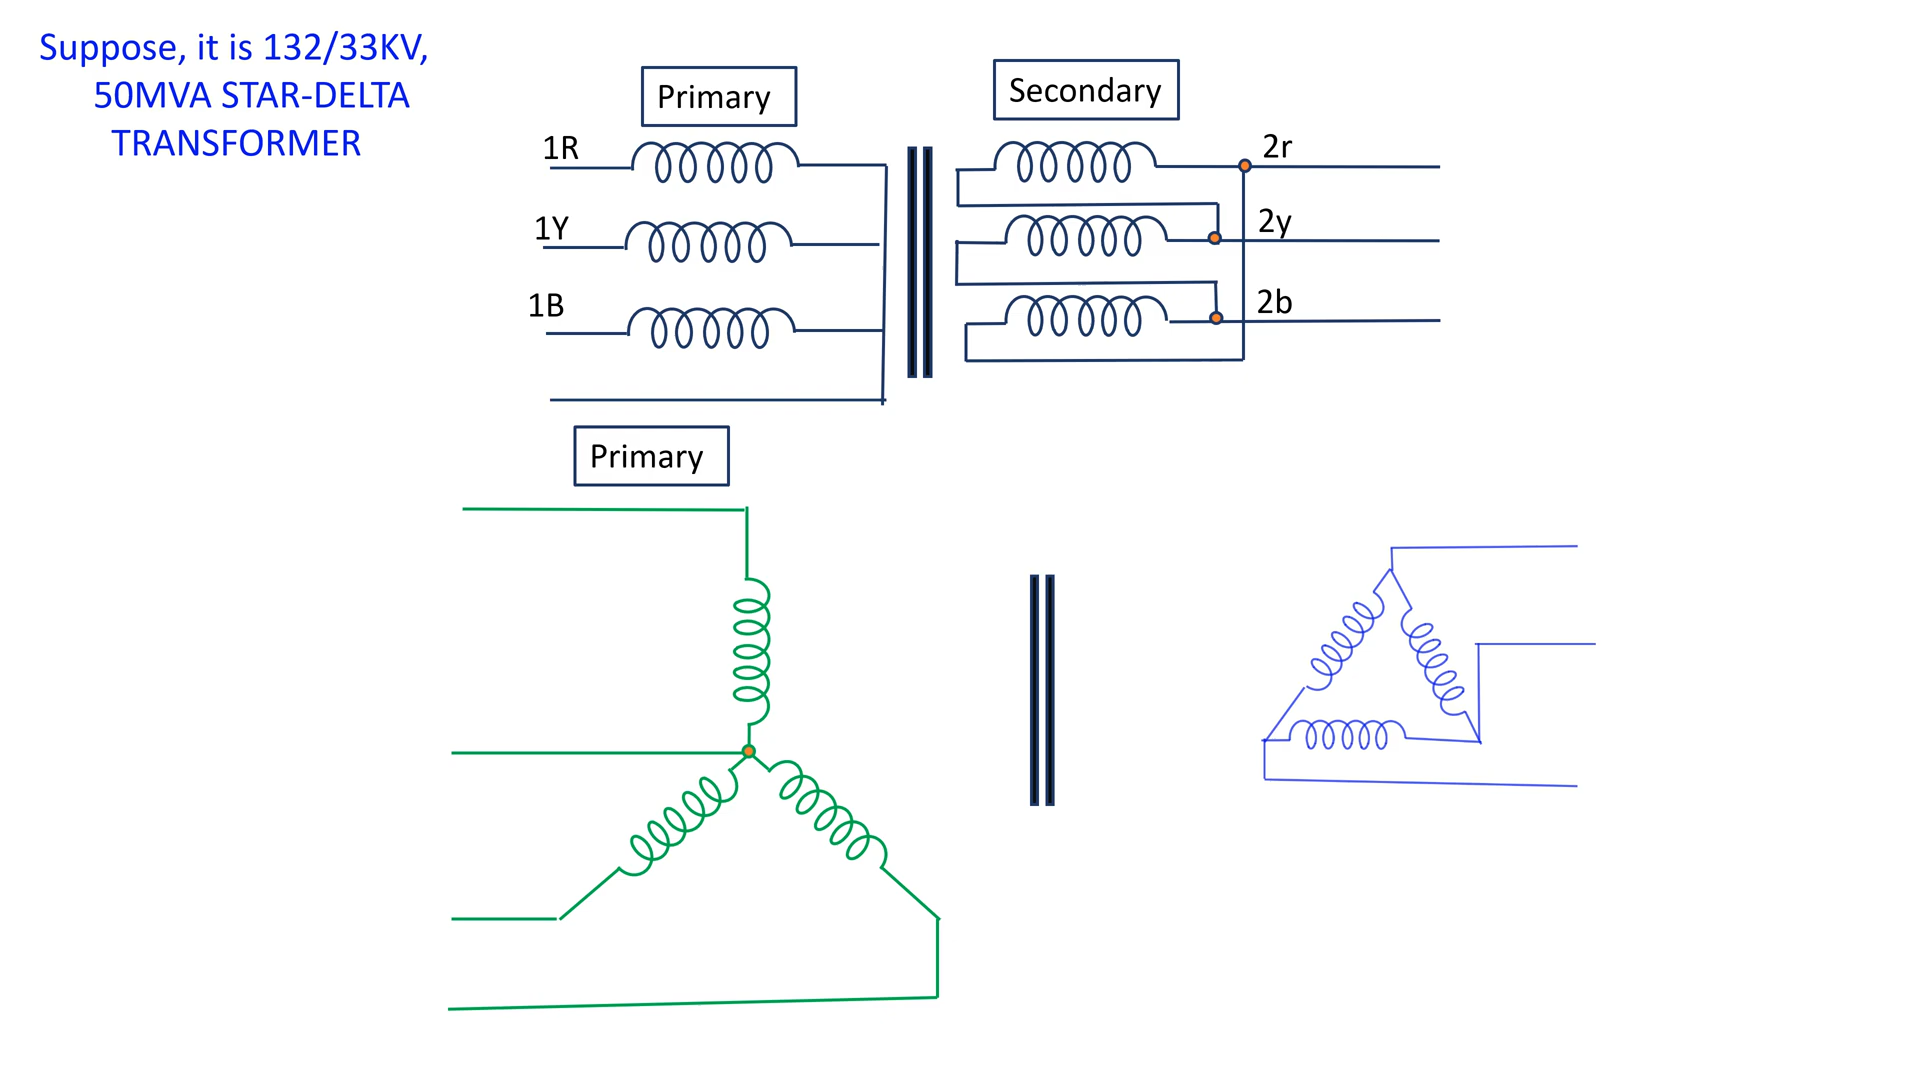 Suppose, it is 132/33KV,
50MVA STAR-DELTA
TRANSFORMER
Primary
Secondary
1R
2r
1Y
2y
1B
2b
Primary